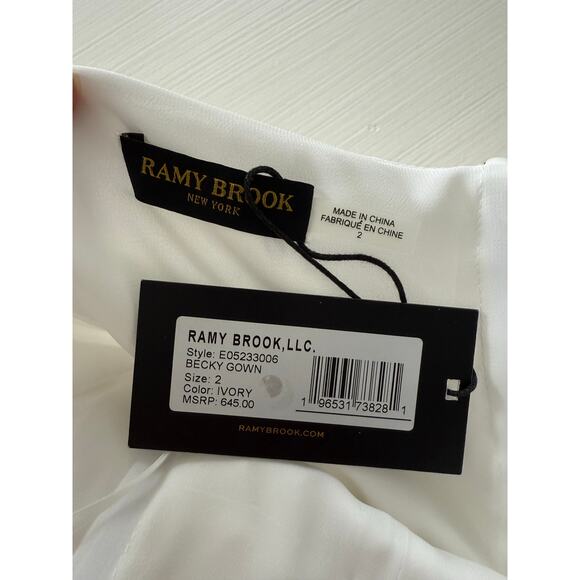 RAMY BROOK
NEW YORK
MADE IN CHINA
FABRIQUÉ EN CHINE
2
RAMY BROOK,LLC.
Style: E05233006
BECKY GOWN
Size: 2
Color: IVORY
MSRP: 645.00
1 96531 73828 1
RAMYBROOK.COM